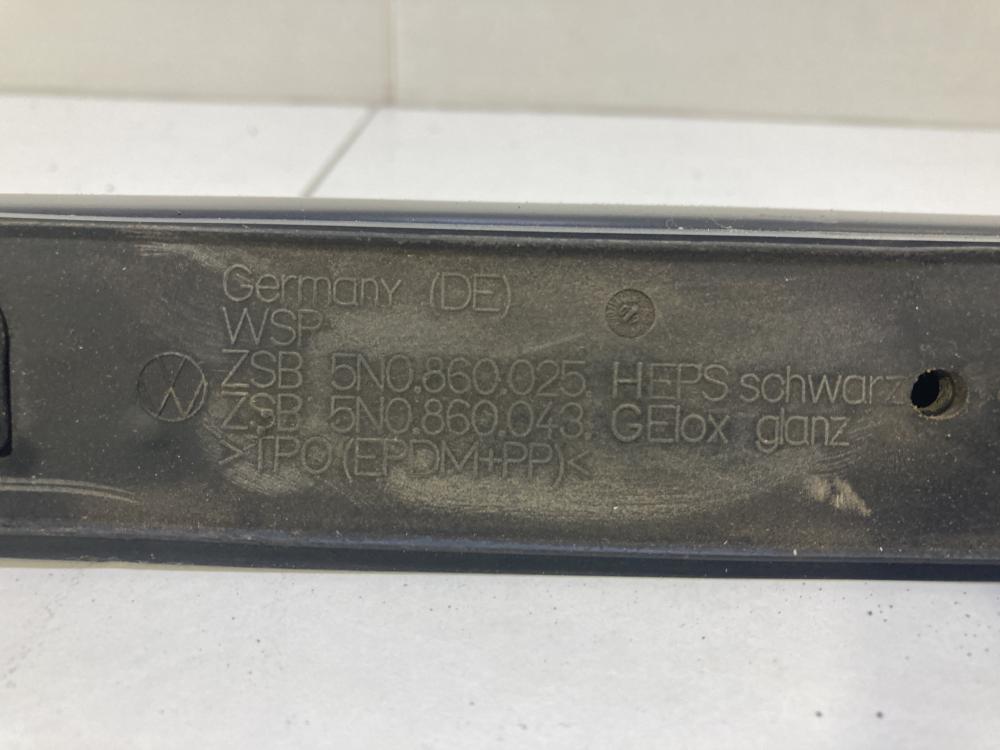 Germany (DE)
WSP
ZSB 5N0.860.025. HEPS schwarz
ZSB 5N0.860.043. GElox glanz
>TPO(EPDM+PP)<